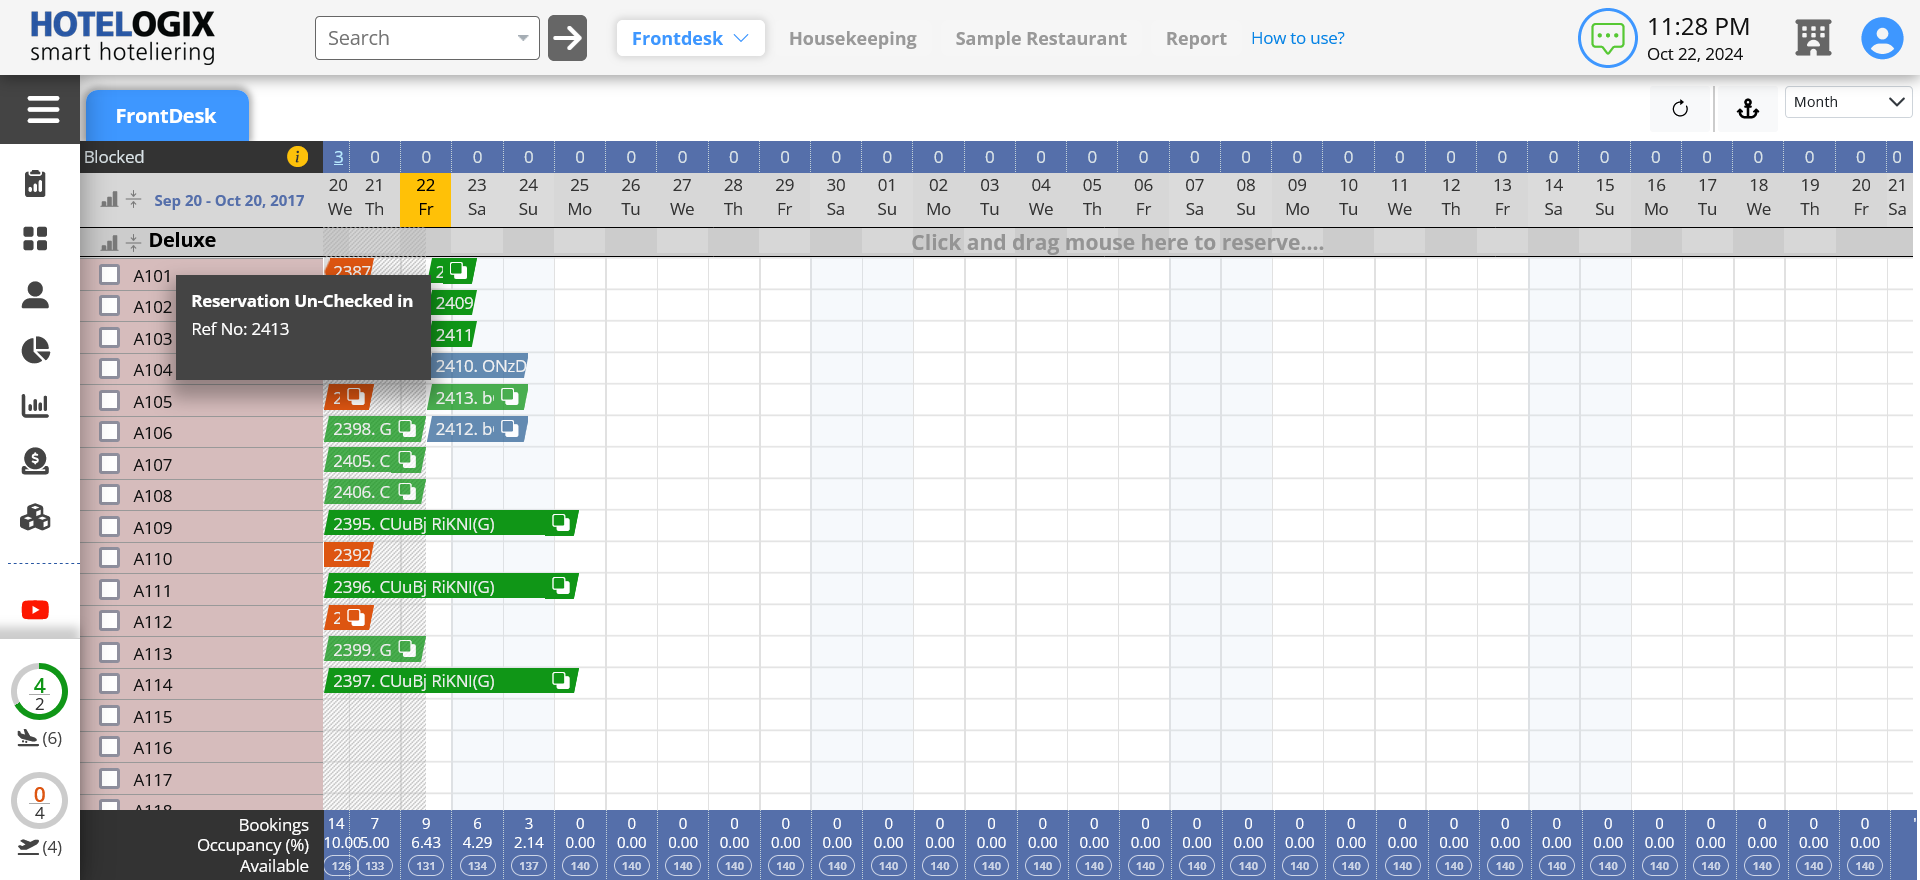 HOTELOGIX
smart hoteliering
Search
Frontdesk
Housekeeping
Sample Restaurant
Report
How to use?
11:28 PM
Oct 22, 2024
FrontDesk
Month
Blocked i 3 0 0 0 0 0 0 0 0 0 0 0 0 0 0 0 0 0 0 0 0 0 0 0 0 0 0 0 0 0 0 0
20 21 22 23 24 25 26 27 28 29 30 01 02 03 04 05 06 07 08 09 10 11 12 13 14 15 16 17 18 19 20 21
Sep 20 - Oct 20, 2017
We Th Fr Sa Su Mo Tu We Th Fr Sa Su Mo Tu We Th Fr Sa Su Mo Tu We Th Fr Sa Su Mo Tu We Th Fr Sa
Deluxe
Click and drag mouse here to reserve....
A101 2387 2
A102 2409
Reservation Un-Checked in
Ref No: 2413
A103 2411
A104 2410. ONzD
A105 2 2413. b
A106 2398. G 2412. b
A107 2405. C
A108 2406. C
A109 2395. CUuBj RiKNI(G)
A110 2392
A111 2396. CUuBj RiKNI(G)
A112 2
A113 2399. G
A114 2397. CUuBj RiKNI(G)
A115
A116
A117
A118
4
2
(6)
0
4
(4)
Bookings 14 7 9 6 3 0 0 0 0 0 0 0 0 0 0 0 0 0 0 0 0 0 0 0 0 0 0 0 0 0 0
Occupancy (%) 10.00 5.00 6.43 4.29 2.14 0.00 0.00 0.00 0.00 0.00 0.00 0.00 0.00 0.00 0.00 0.00 0.00 0.00 0.00 0.00 0.00 0.00 0.00 0.00 0.00 0.00 0.00 0.00 0.00 0.00 0.00
Available 126 133 131 134 137 140 140 140 140 140 140 140 140 140 140 140 140 140 140 140 140 140 140 140 140 140 140 140 140 140 140